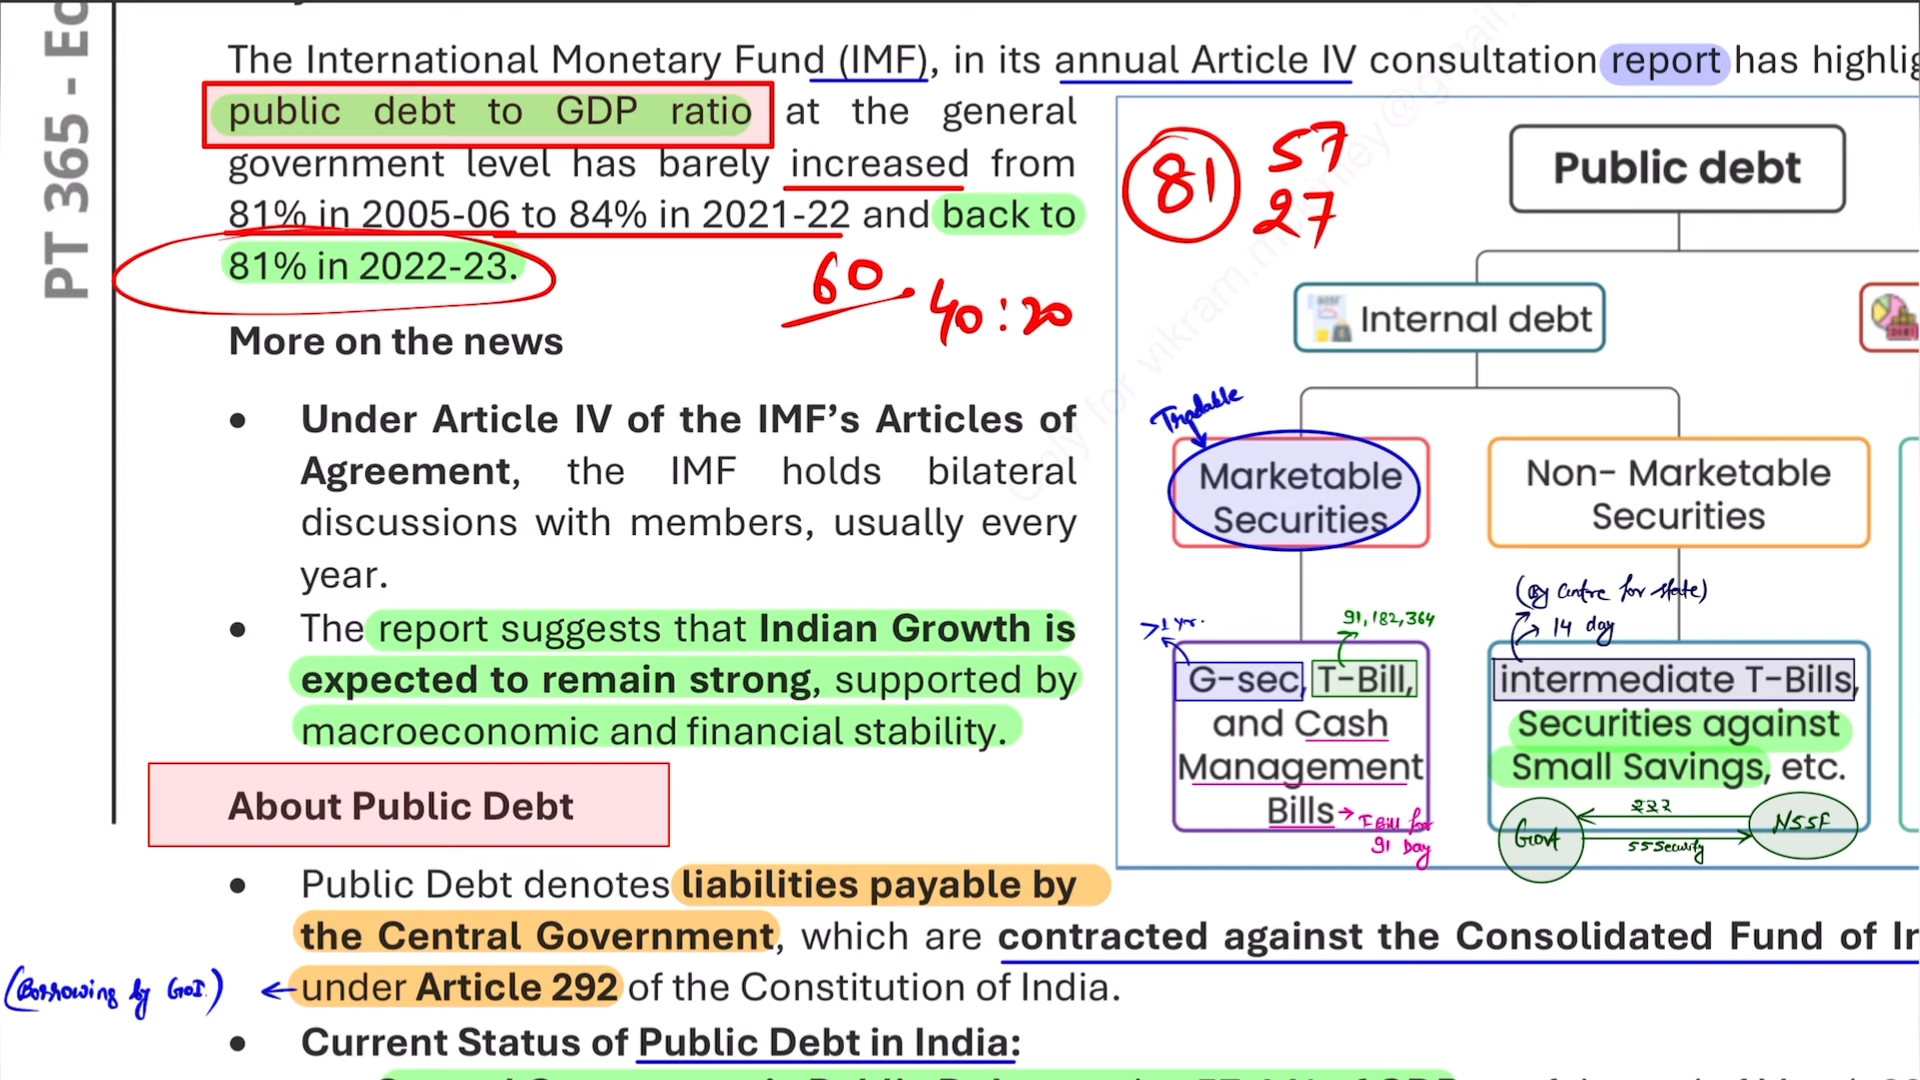 PT 365 - Ec
The International Monetary Fund (IMF), in its annual Article IV consultation report has highlig
public debt to GDP ratio at the general
government level has barely increased from
81% in 2005-06 to 84% in 2021-22 and back to
81% in 2022-23.
60
40:20
More on the news
• Under Article IV of the IMF’s Articles of
Agreement, the IMF holds bilateral
discussions with members, usually every
year.
• The report suggests that Indian Growth is
expected to remain strong, supported by
macroeconomic and financial stability.
81
57
27
Public debt
Internal debt
Tradable
Marketable
Securities
Non- Marketable
Securities
>1 yr.
91,182,364
G-sec, T-Bill,
and Cash
Management
Bills
T Bill for
91 Day
(By Centre for state)
14 day
intermediate T-Bills,
Securities against
Small Savings, etc.
Govt
NSSF
SSSecurity
About Public Debt
• Public Debt denotes liabilities payable by
the Central Government, which are contracted against the Consolidated Fund of Ir
(Borrowing by GoI.)
under Article 292 of the Constitution of India.
• Current Status of Public Debt in India: